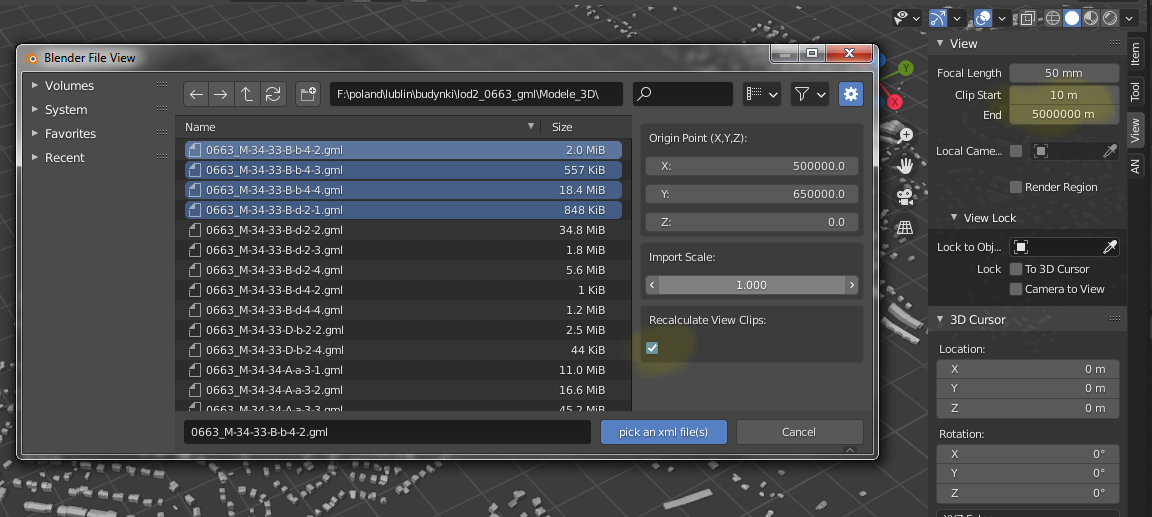 Blender File View
Volumes
System
Favorites
Recent
F:\poland\lublin\budynki\lod2_0663_gml\Modele_3D\
Name
Size
0663_M-34-33-B-b-4-2.gml 2.0 MiB
0663_M-34-33-B-b-4-3.gml 557 KiB
0663_M-34-33-B-b-4-4.gml 18.4 MiB
0663_M-34-33-B-d-2-1.gml 848 KiB
0663_M-34-33-B-d-2-2.gml 34.8 MiB
0663_M-34-33-B-d-2-3.gml 1.8 MiB
0663_M-34-33-B-d-2-4.gml 5.6 MiB
0663_M-34-33-B-d-4-2.gml 1 KiB
0663_M-34-33-B-d-4-4.gml 1.2 MiB
0663_M-34-33-D-b-2-2.gml 2.5 MiB
0663_M-34-33-D-b-2-4.gml 44 KiB
0663_M-34-34-A-a-3-1.gml 11.0 MiB
0663_M-34-34-A-a-3-2.gml 16.6 MiB
0663_M-34-34-A-a-3-3.gml 45.2 MiB
0663_M-34-33-B-b-4-2.gml
Origin Point (X,Y,Z):
X: 500000.0
Y: 650000.0
Z: 0.0
Import Scale:
1.000
Recalculate View Clips:
pick an xml file(s)
Cancel
Y
X
View
Focal Length 50 mm
Clip Start 10 m
End 5000000 m
Local Came...
Render Region
View Lock
Lock to Obj...
Lock To 3D Cursor
Camera to View
3D Cursor
Location:
X 0 m
Y 0 m
Z 0 m
Rotation:
X 0°
Y 0°
Z 0°
Item
Tool
View
AN